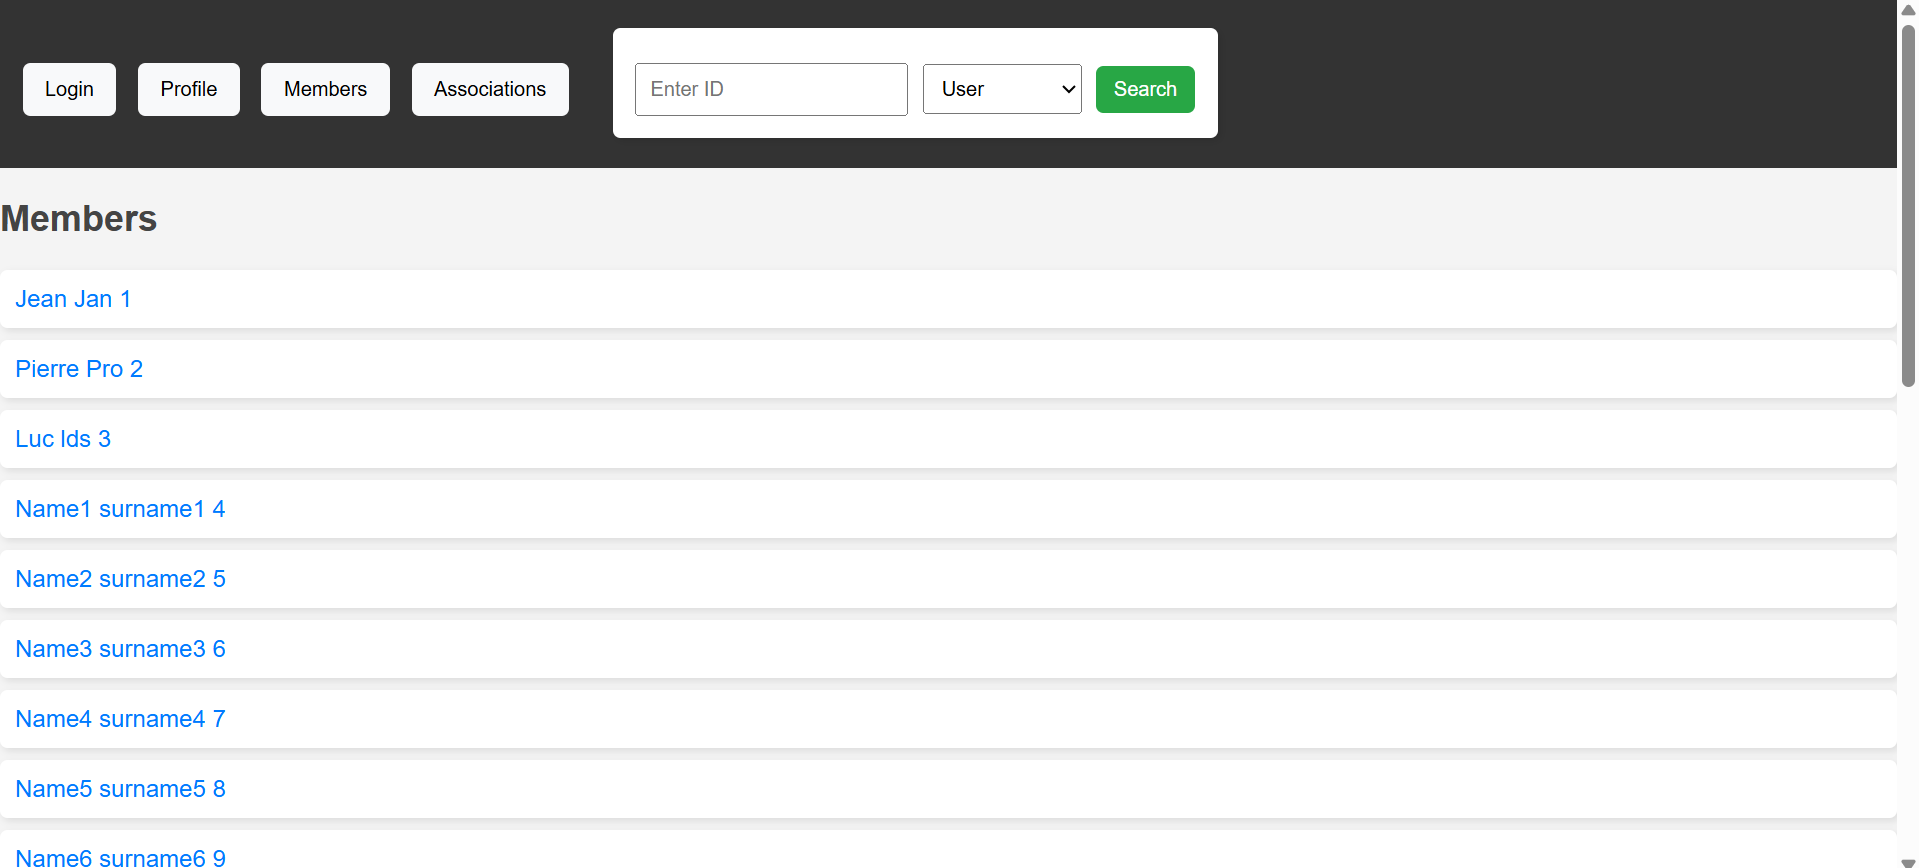 Login Profile Members Associations Enter ID User Search
Members
Jean Jan 1
Pierre Pro 2
Luc lds 3
Name1 surname1 4
Name2 surname2 5
Name3 surname3 6
Name4 surname4 7
Name5 surname5 8
Name6 surname6 9